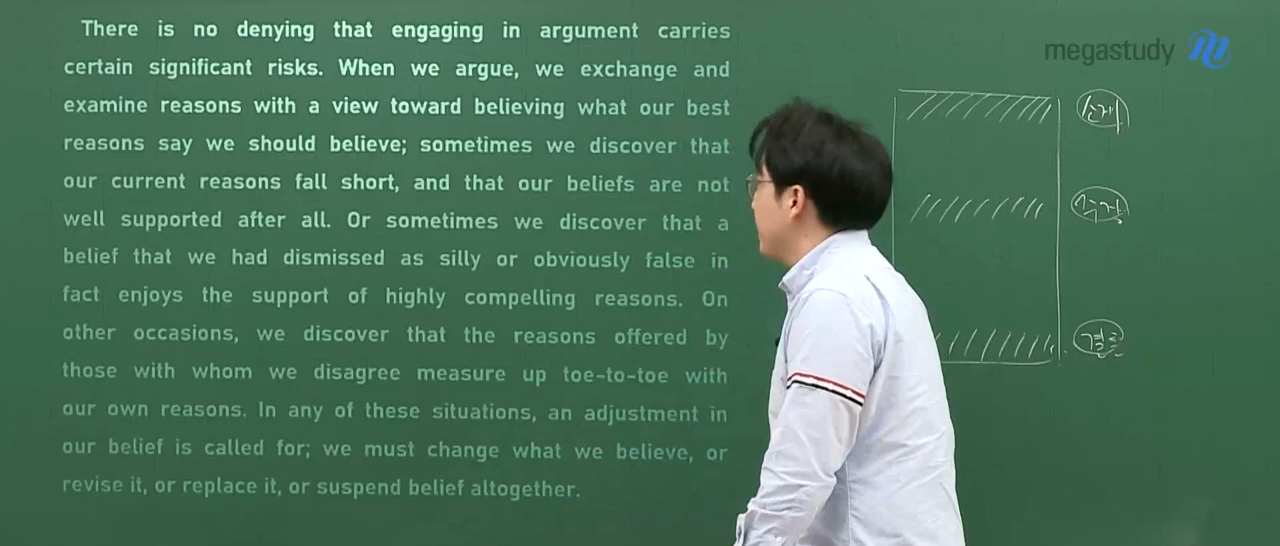 There is no denying that engaging in argument carries
certain significant risks. When we argue, we exchange and
examine reasons with a view toward believing what our best
reasons say we should believe; sometimes we discover that
our current reasons fall short, and that our beliefs are not
well supported after all. Or sometimes we discover that a
belief that we had dismissed as silly or obviously false in
fact enjoys the support of highly compelling reasons. On
other occasions, we discover that the reasons offered by
those with whom we disagree measure up toe-to-toe with
our own reasons. In any of these situations, an adjustment in
our belief is called for; we must change what we believe, or
revise it, or replace it, or suspend belief altogether.
megastudy